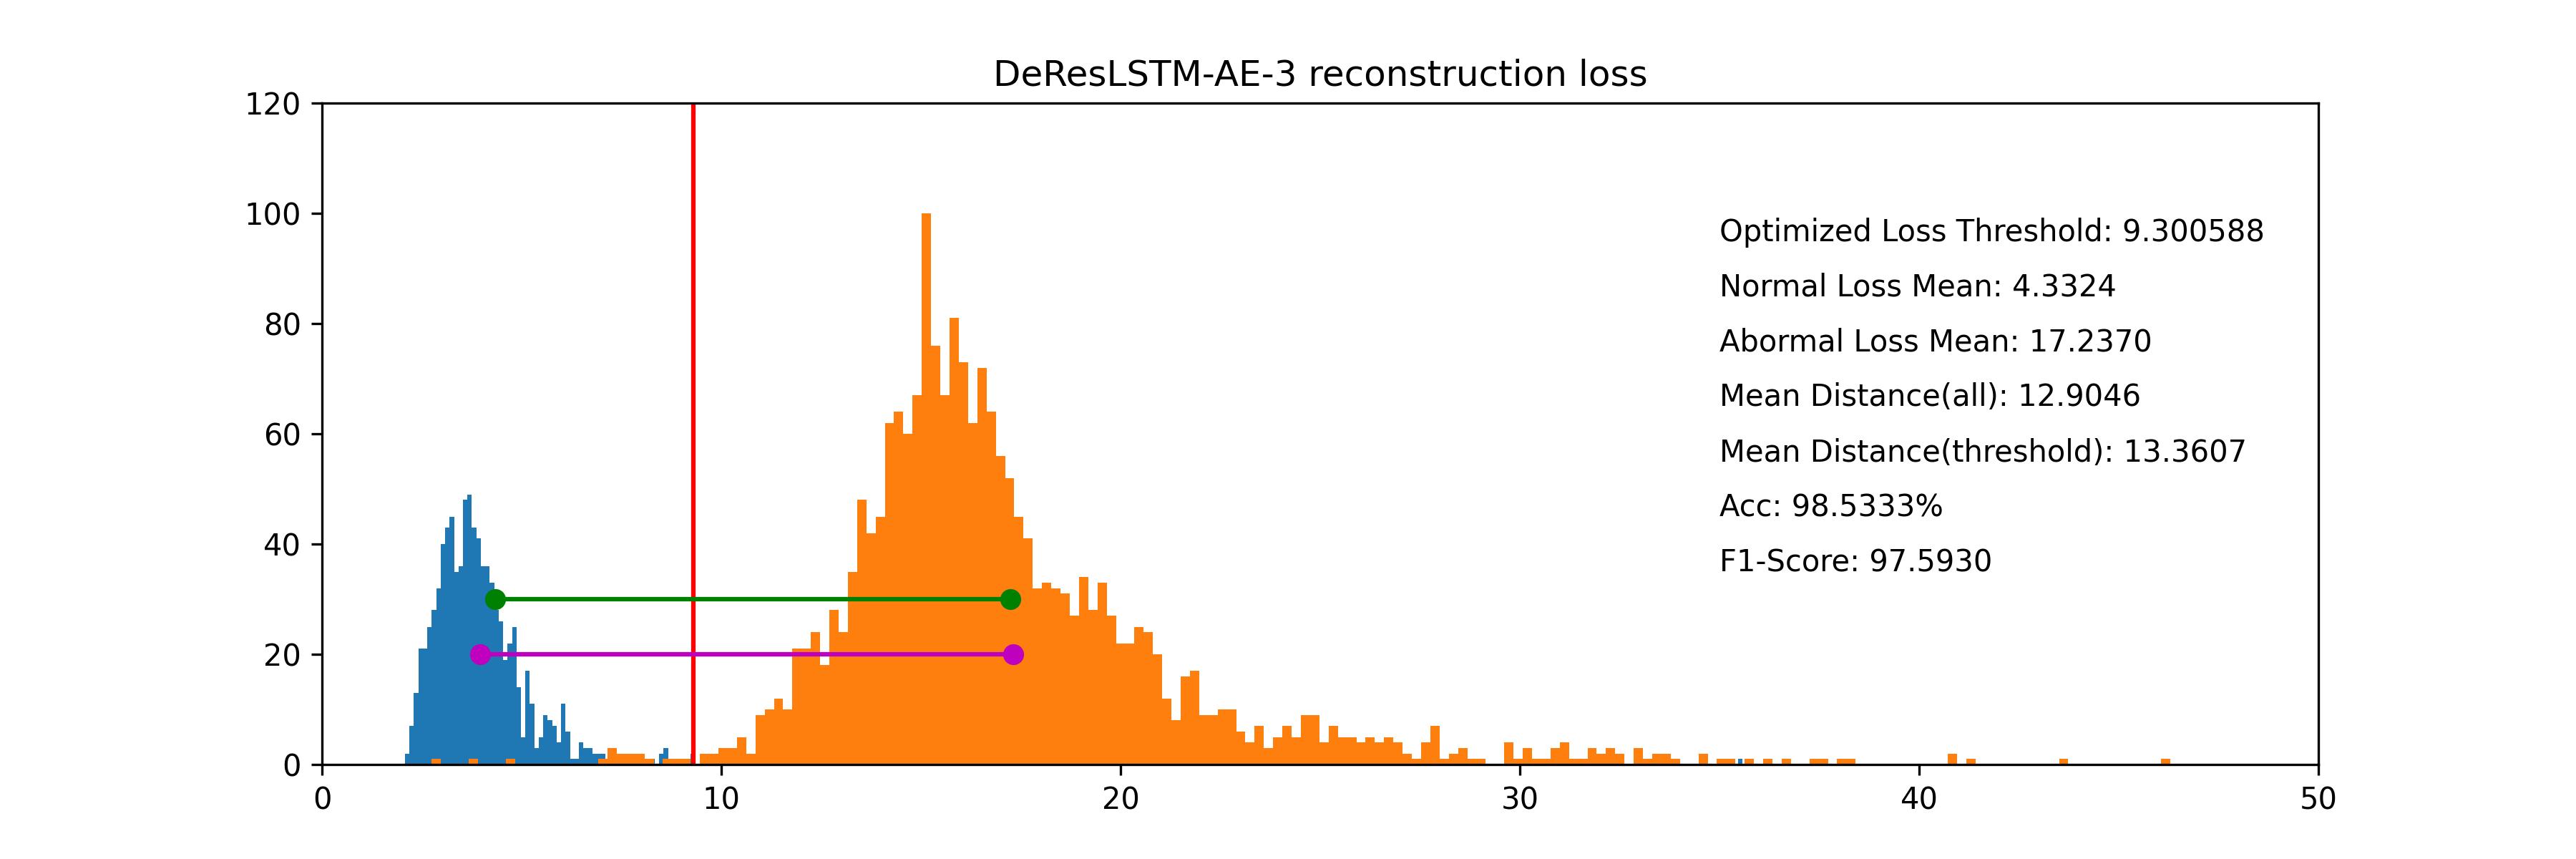 DeResLSTM-AE-3 reconstruction loss
120
100
80
60
40
20
0
Optimized Loss Threshold: 9.300588
Normal Loss Mean: 4.3324
Abormal Loss Mean: 17.2370
Mean Distance(all): 12.9046
Mean Distance(threshold): 13.3607
Acc: 98.5333%
F1-Score: 97.5930
0 10 20 30 40 50